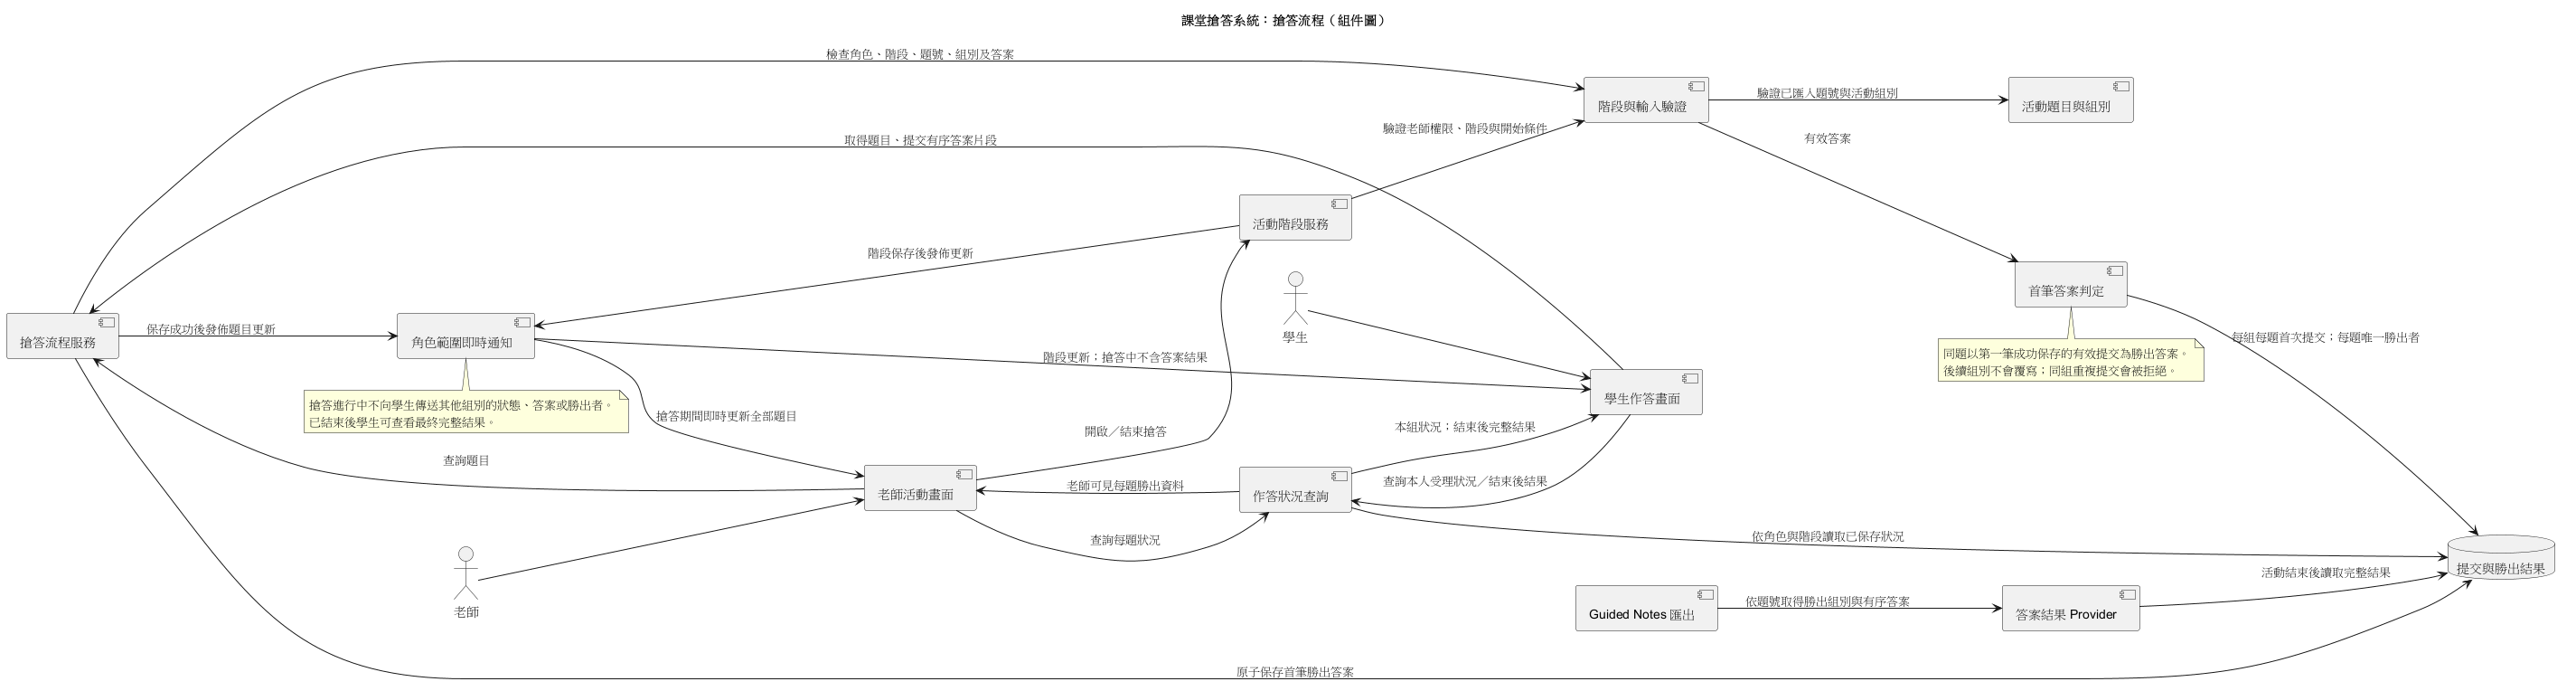 課堂搶答系統：搶答流程（組件圖）
檢查角色、階段、題號、組別及答案
階段與輸入驗證
驗證已匯入題號與活動組別
活動題目與組別
取得題目、提交有序答案片段
驗證老師權限、階段與開始條件
有效答案
活動階段服務
階段保存後發佈更新
首筆答案判定
搶答流程服務
保存成功後發佈題目更新
角色範圍即時通知
學生
階段更新；搶答中不含答案結果
每組每題首次提交；每題唯一勝出者
同題以第一筆成功保存的有效提交為勝出答案。
後續組別不會覆寫；同組重複提交會被拒絕。
搶答進行中不向學生傳送其他組別的狀態、答案或勝出者。
已結束後學生可查看最終完整結果。
搶答期間即時更新全部題目
學生作答畫面
開啟／結束搶答
本組狀況；結束後完整結果
查詢題目
老師活動畫面
老師可見每題勝出資料
作答狀況查詢
查詢本人受理狀況／結束後結果
查詢每題狀況
依角色與階段讀取已保存狀況
提交與勝出結果
活動結束後讀取完整結果
老師
Guided Notes 匯出
依題號取得勝出組別與有序答案
答案結果 Provider
原子保存首筆勝出答案